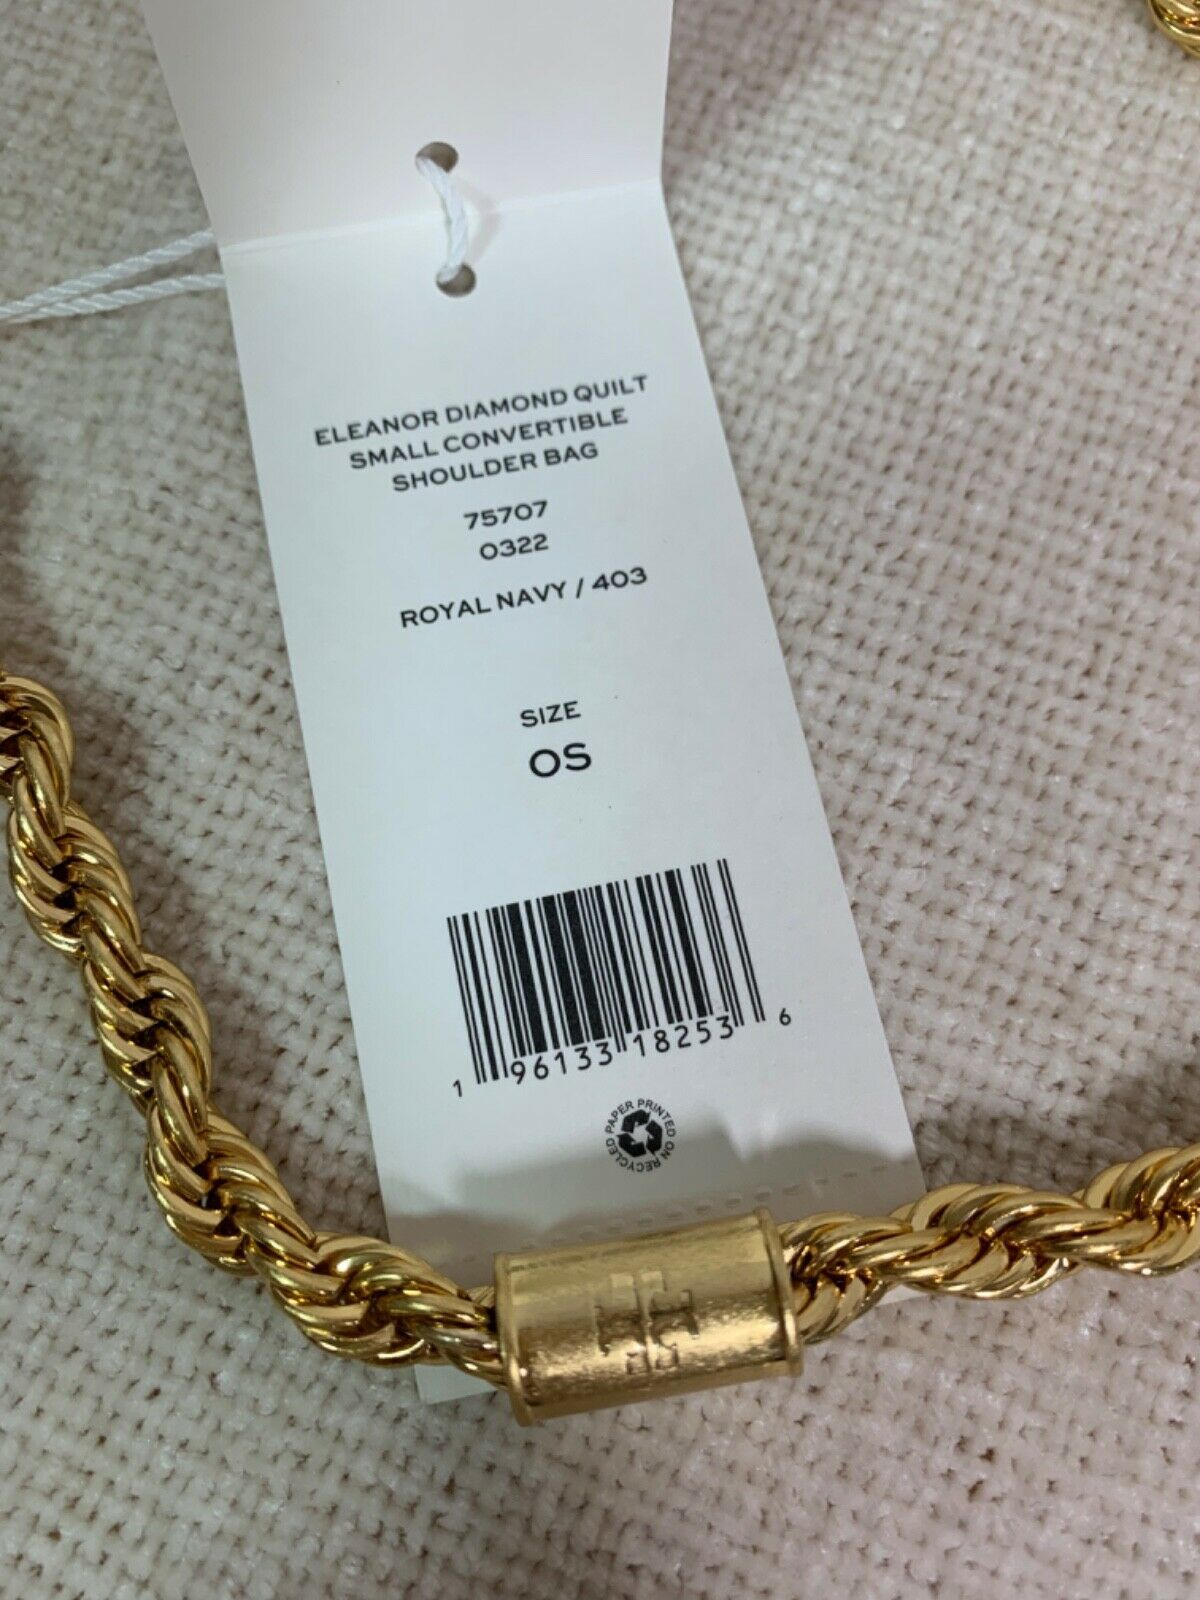 ELEANOR DIAMOND QUILT
SMALL CONVERTIBLE
SHOULDER BAG
75707
0322
ROYAL NAVY / 403
SIZE
OS
1 96133 18253 6
PRINTED ON RECYCLED PAPER